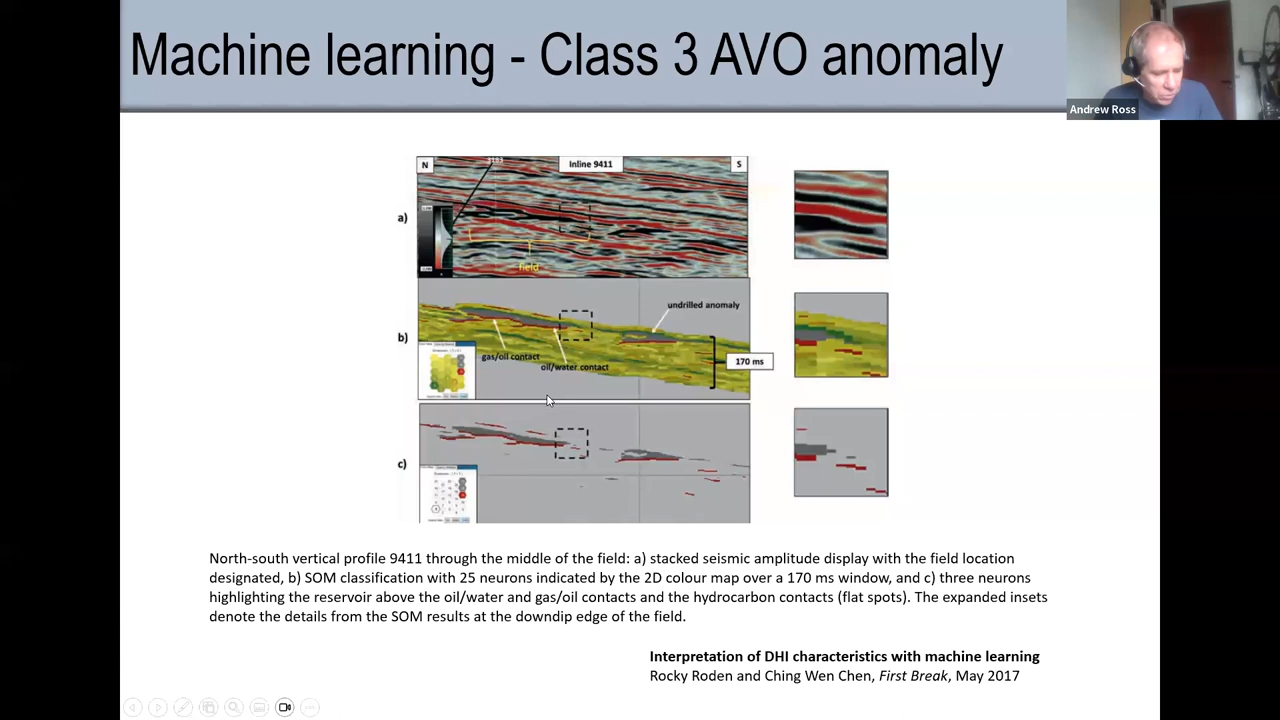 Machine learning - Class 3 AVO anomaly
Andrew Ross
N
Inline 9411
S
a)
field
undrilled anomaly
b)
gas/oil contact
oil/water contact
170 ms
c)
North-south vertical profile 9411 through the middle of the field: a) stacked seismic amplitude display with the field location
designated, b) SOM classification with 25 neurons indicated by the 2D colour map over a 170 ms window, and c) three neurons
highlighting the reservoir above the oil/water and gas/oil contacts and the hydrocarbon contacts (flat spots). The expanded insets
denote the details from the SOM results at the downdip edge of the field.
Interpretation of DHI characteristics with machine learning
Rocky Roden and Ching Wen Chen, First Break, May 2017